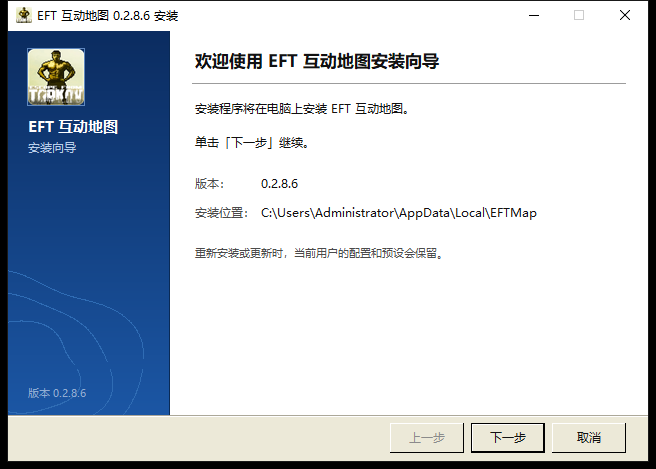 EFT 互动地图 0.2.8.6 安装
欢迎使用 EFT 互动地图安装向导
EFT 互动地图
安装向导
安装程序将在电脑上安装 EFT 互动地图。
单击「下一步」继续。
版本： 0.2.8.6
安装位置： C:\Users\Administrator\AppData\Local\EFTMap
重新安装或更新时，当前用户的配置和预设会保留。
版本 0.2.8.6
上一步 下一步 取消